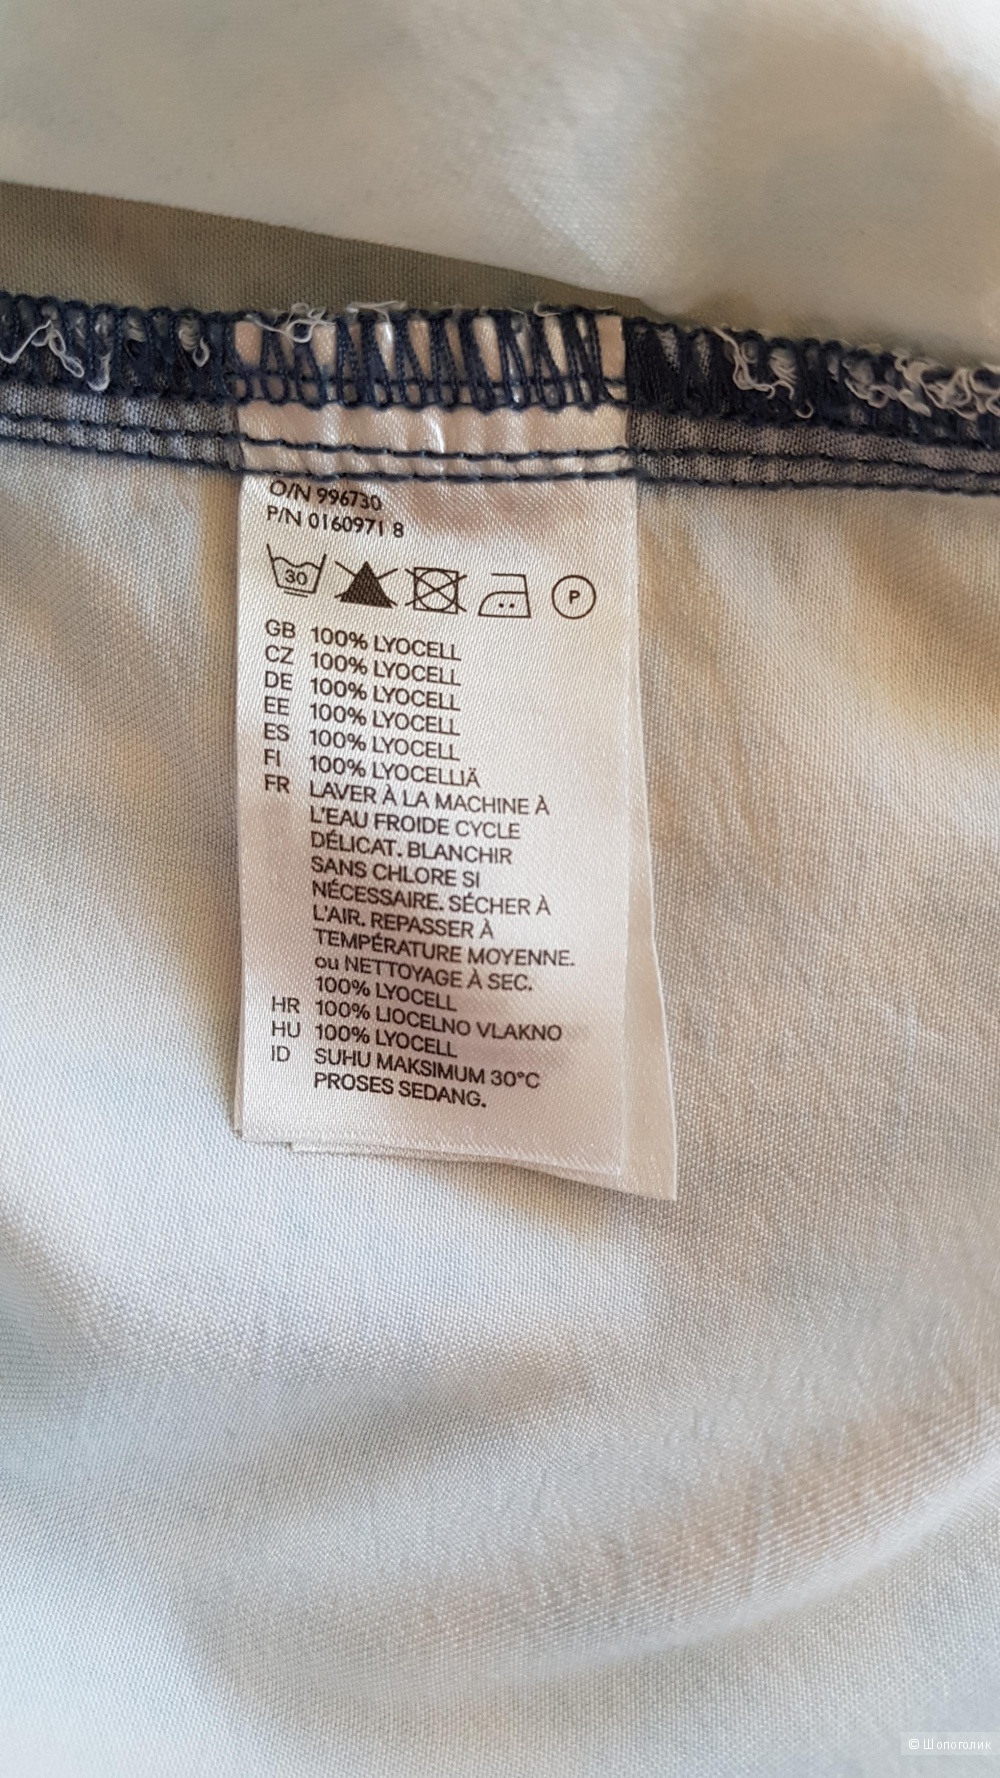 O/N 996730
P/N 0160971 8
30 P
GB 100% LYOCELL
CZ 100% LYOCELL
DE 100% LYOCELL
EE 100% LYOCELL
ES 100% LYOCELL
FI 100% LYOCELLIÄ
FR LAVER À LA MACHINE À
L'EAU FROIDE CYCLE
DÉLICAT. BLANCHIR
SANS CHLORE SI
NÉCESSAIRE. SÉCHER À
L'AIR. REPASSER À
TEMPÉRATURE MOYENNE.
ou NETTOYAGE À SEC.
100% LYOCELL
HR 100% LIOCELNO VLAKNO
HU 100% LYOCELL
ID SUHU MAKSIMUM 30°C
PROSES SEDANG.
© Шопоголик